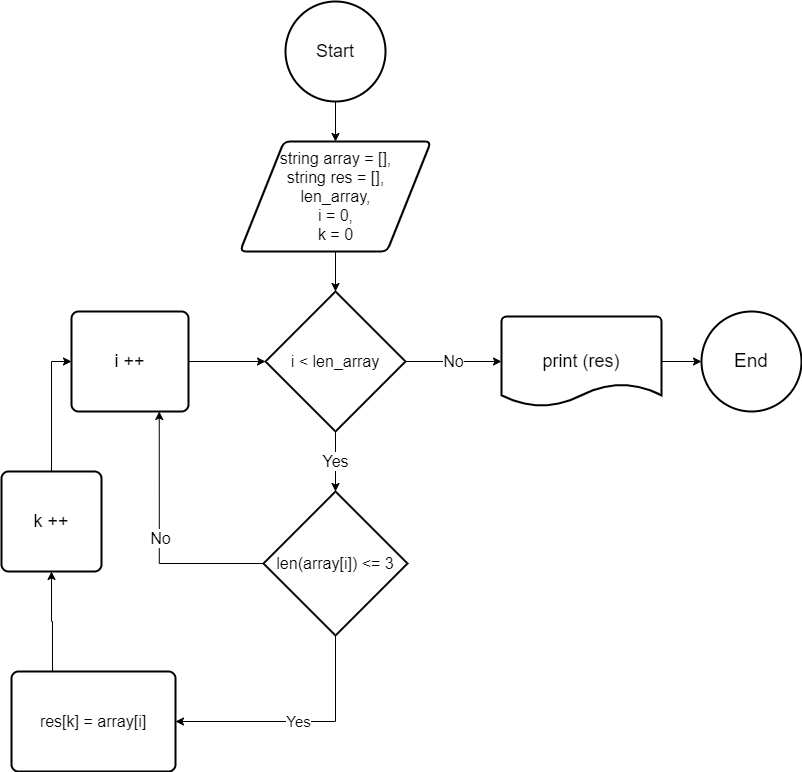 Start
string array = [],
string res = [],
len_array,
i = 0,
k = 0
i ++
i < len_array
No
print (res)
End
Yes
k ++
No
len(array[i]) <= 3
res[k] = array[i]
Yes